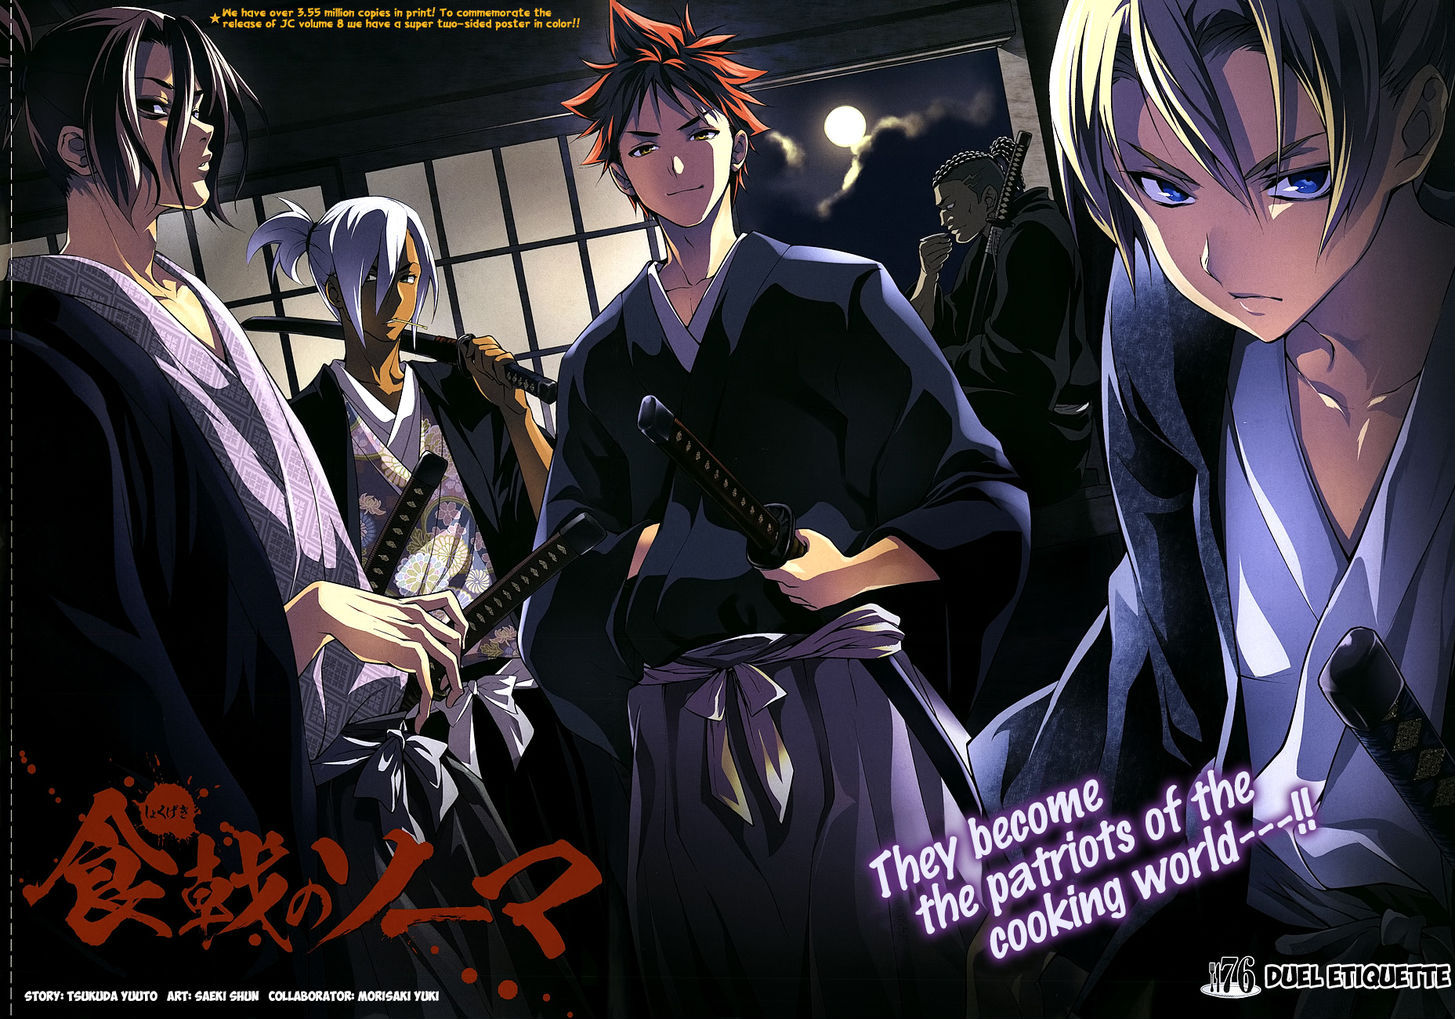 ★We have over 3.55 million copies in print! To commemorate the
release of JC volume 8 we have a super two-sided poster in color!!
しょくげき
食戟のソーマ
They become
the patriots of the
cooking world---!!
STORY: TSUKUDA YUUTO ART: SAEKI SHUN COLLABORATOR: MORISAKI YUKI
76 DUEL ETIQUETTE